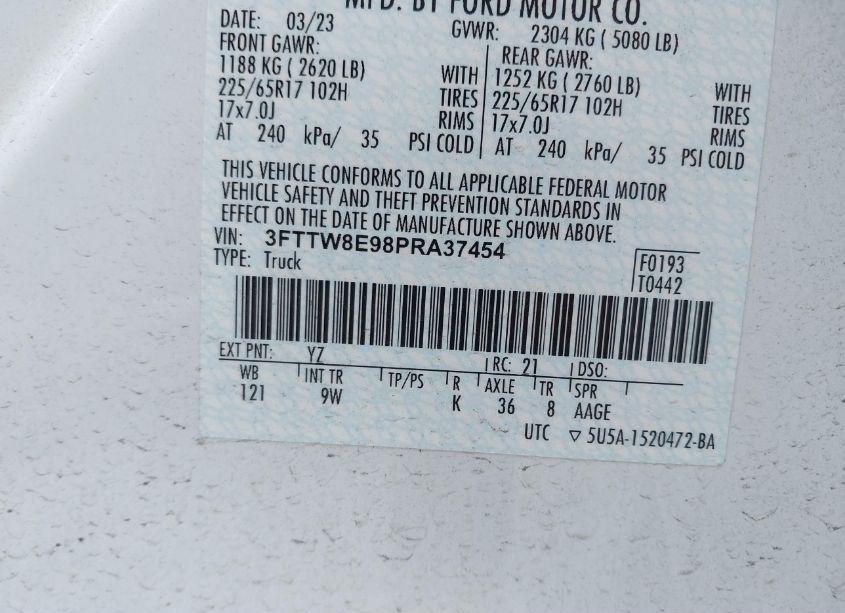 MFD. BY FORD MOTOR CO.
DATE: 03/23 GVWR: 2304 KG ( 5080 LB)
FRONT GAWR: REAR GAWR:
1188 KG ( 2620 LB) WITH 1252 KG ( 2760 LB) WITH
225/65R17 102H TIRES 225/65R17 102H TIRES
17x7.0J RIMS 17x7.0J RIMS
AT 240 kPa/ 35 PSI COLD AT 240 kPa/ 35 PSI COLD
THIS VEHICLE CONFORMS TO ALL APPLICABLE FEDERAL MOTOR
VEHICLE SAFETY AND THEFT PREVENTION STANDARDS IN
EFFECT ON THE DATE OF MANUFACTURE SHOWN ABOVE.
VIN: 3FTTW8E98PRA37454
TYPE: Truck F0193
T0442
EXT PNT: YZ RC: 21 DSO:
WB INT TR TP/PS R AXLE TR SPR
121 9W K 36 8 AAGE
UTC ▽ 5U5A-1520472-BA